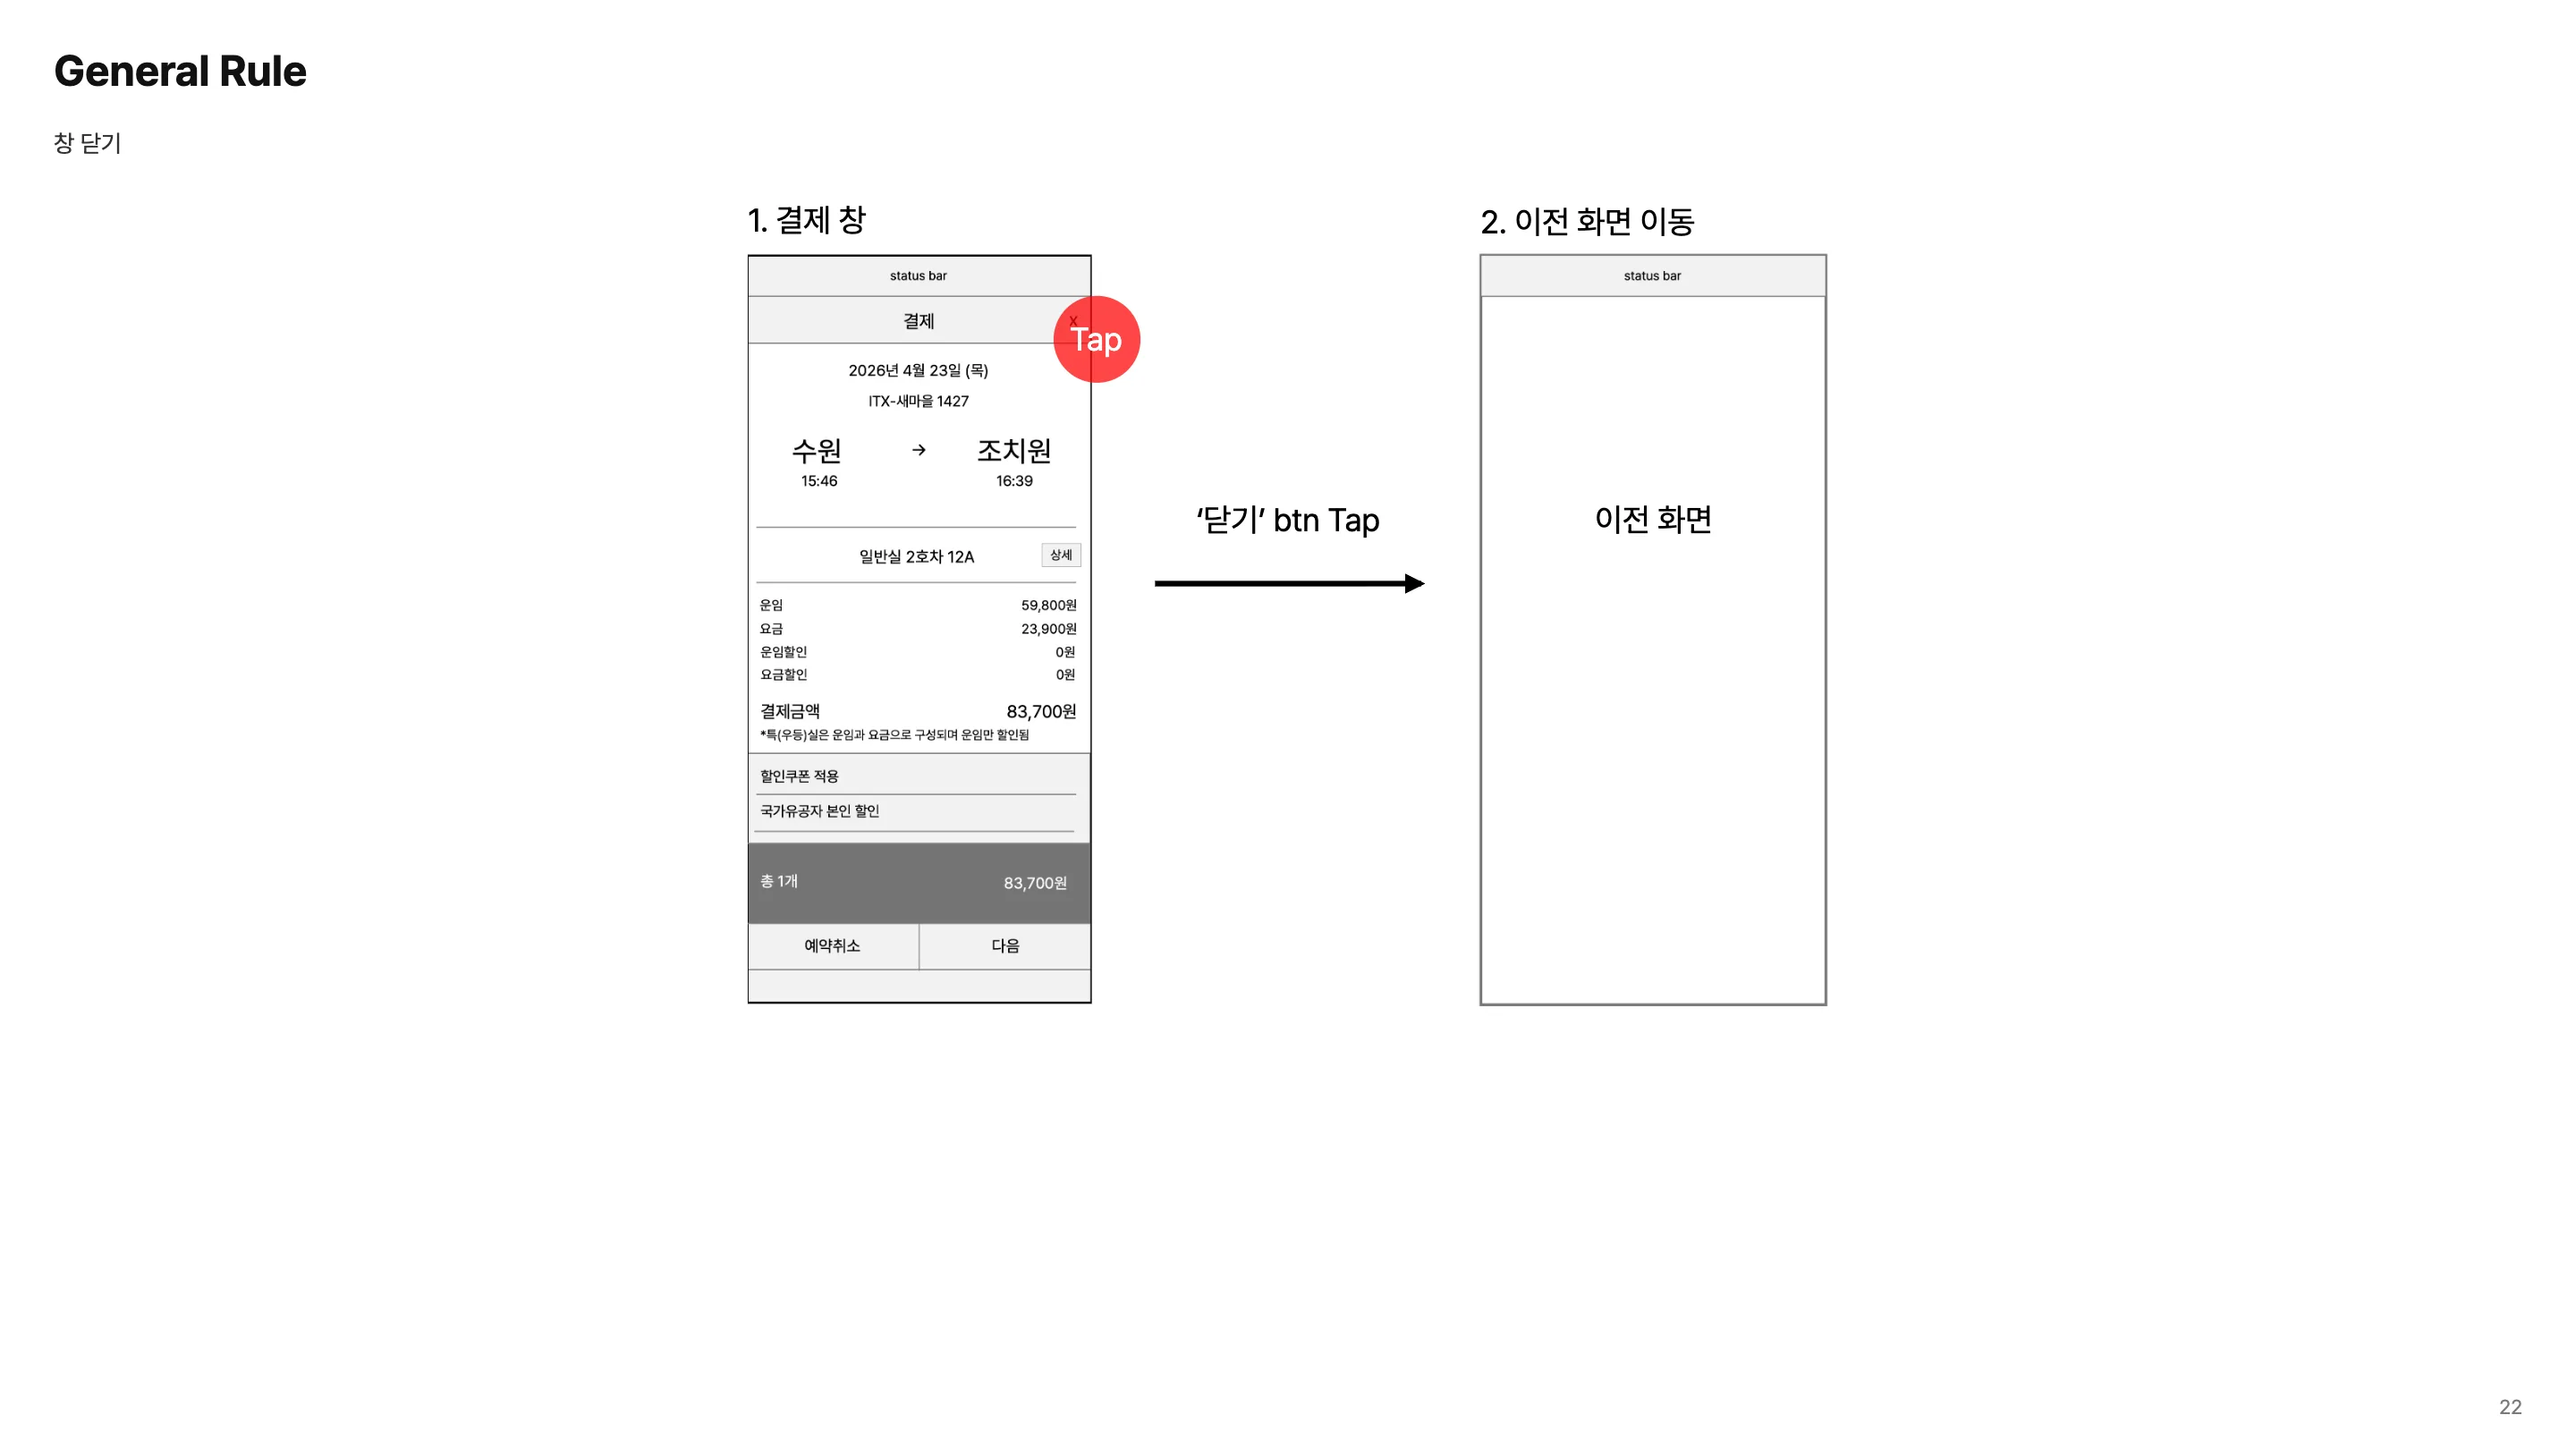 General Rule
창 닫기
1. 결제 창
status bar
결제
X
Tap
2026년 4월 23일 (목)
ITX-새마을 1427
수원 → 조치원
15:46 16:39
일반실 2호차 12A 상세
운임 59,800원
요금 23,900원
운임할인 0원
요금할인 0원
결제금액 83,700원
*특(우등)실은 운임과 요금으로 구성되며 운임만 할인됨
할인쿠폰 적용
국가유공자 본인 할인
총 1개 83,700원
예약취소 다음
‘닫기’ btn Tap
2. 이전 화면 이동
status bar
이전 화면
22